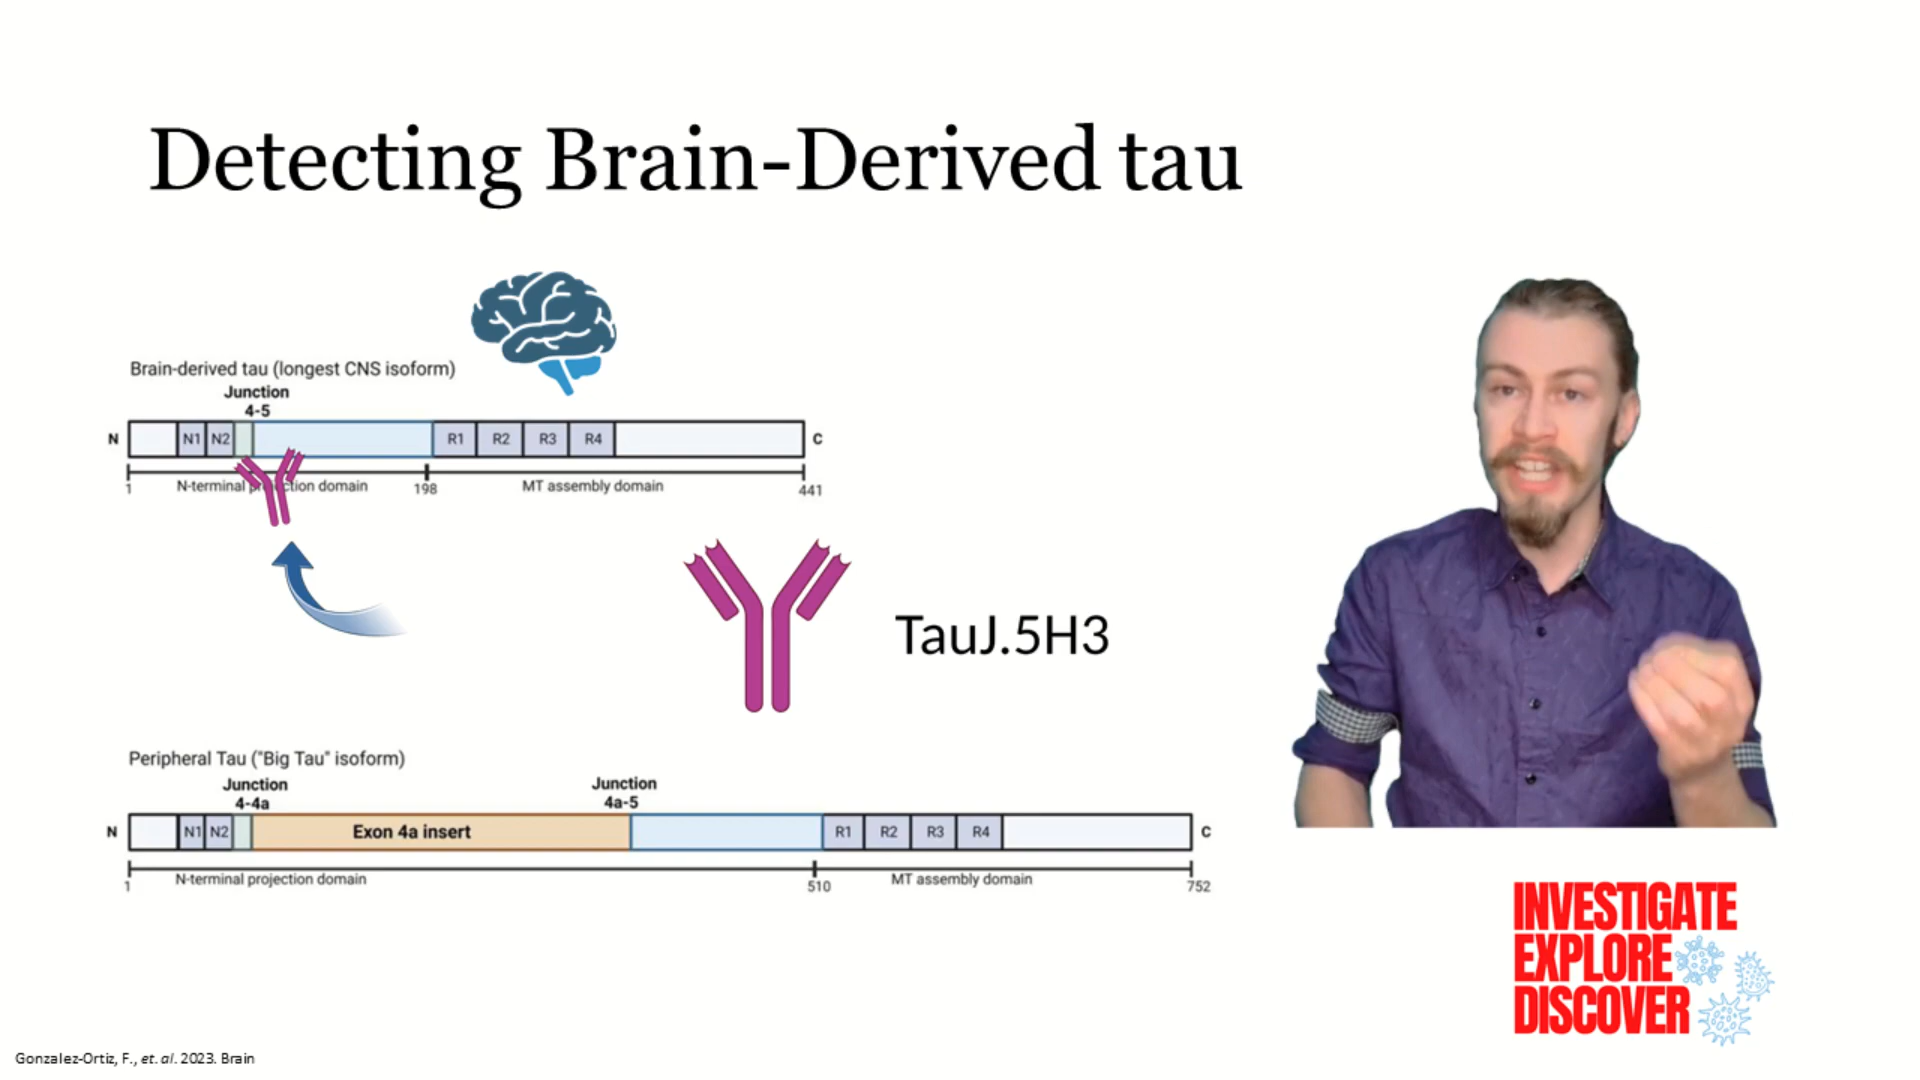 Detecting Brain-Derived tau
Brain-derived tau (longest CNS isoform)
Junction
4-5
N N1 N2 R1 R2 R3 R4 C
1 N-terminal projection domain 198 MT assembly domain 441
TauJ.5H3
Peripheral Tau ("Big Tau" isoform)
Junction Junction
4-4a 4a-5
N N1 N2 Exon 4a insert R1 R2 R3 R4 C
1 N-terminal projection domain 510 MT assembly domain 752
INVESTIGATE
EXPLORE
DISCOVER
Gonzalez-Ortiz, F., et. al. 2023. Brain